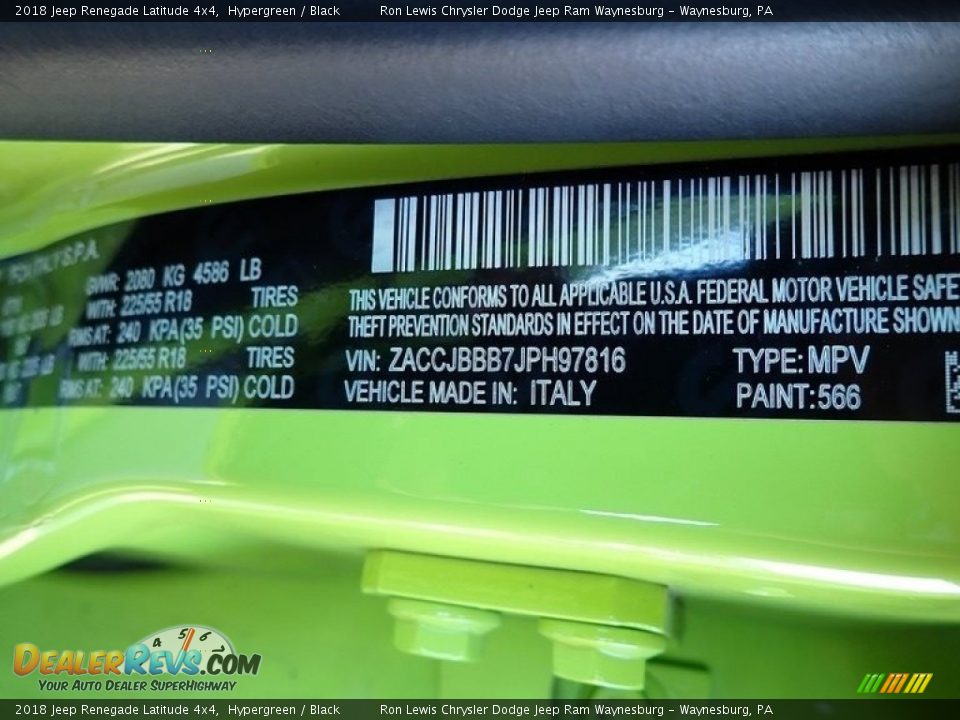 2018 Jeep Renegade Latitude 4x4, Hypergreen / Black Ron Lewis Chrysler Dodge Jeep Ram Waynesburg - Waynesburg, PA
ITALY S.P.A.
GVWR: 2080 KG 4586 LB
WITH: 225/55 R18 TIRES
RIMS AT: 240 KPA(35 PSI) COLD
WITH: 225/55 R18 TIRES
RIMS AT: 240 KPA(35 PSI) COLD
THIS VEHICLE CONFORMS TO ALL APPLICABLE U.S.A. FEDERAL MOTOR VEHICLE SAFE
THEFT PREVENTION STANDARDS IN EFFECT ON THE DATE OF MANUFACTURE SHOWN
VIN: ZACCJBBB7JPH97816 TYPE: MPV
VEHICLE MADE IN: ITALY PAINT: 566
4 5 6
DEALERREVS.COM
YOUR AUTO DEALER SUPERHIGHWAY
2018 Jeep Renegade Latitude 4x4, Hypergreen / Black Ron Lewis Chrysler Dodge Jeep Ram Waynesburg - Waynesburg, PA